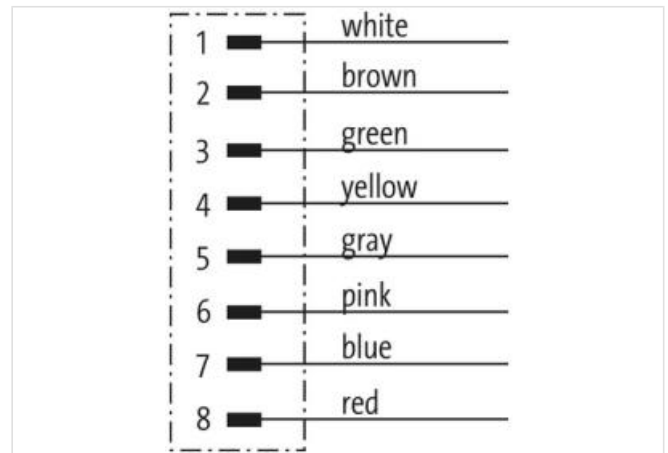 1 white
2 brown
3 green
4 yellow
5 gray
6 pink
7 blue
8 red